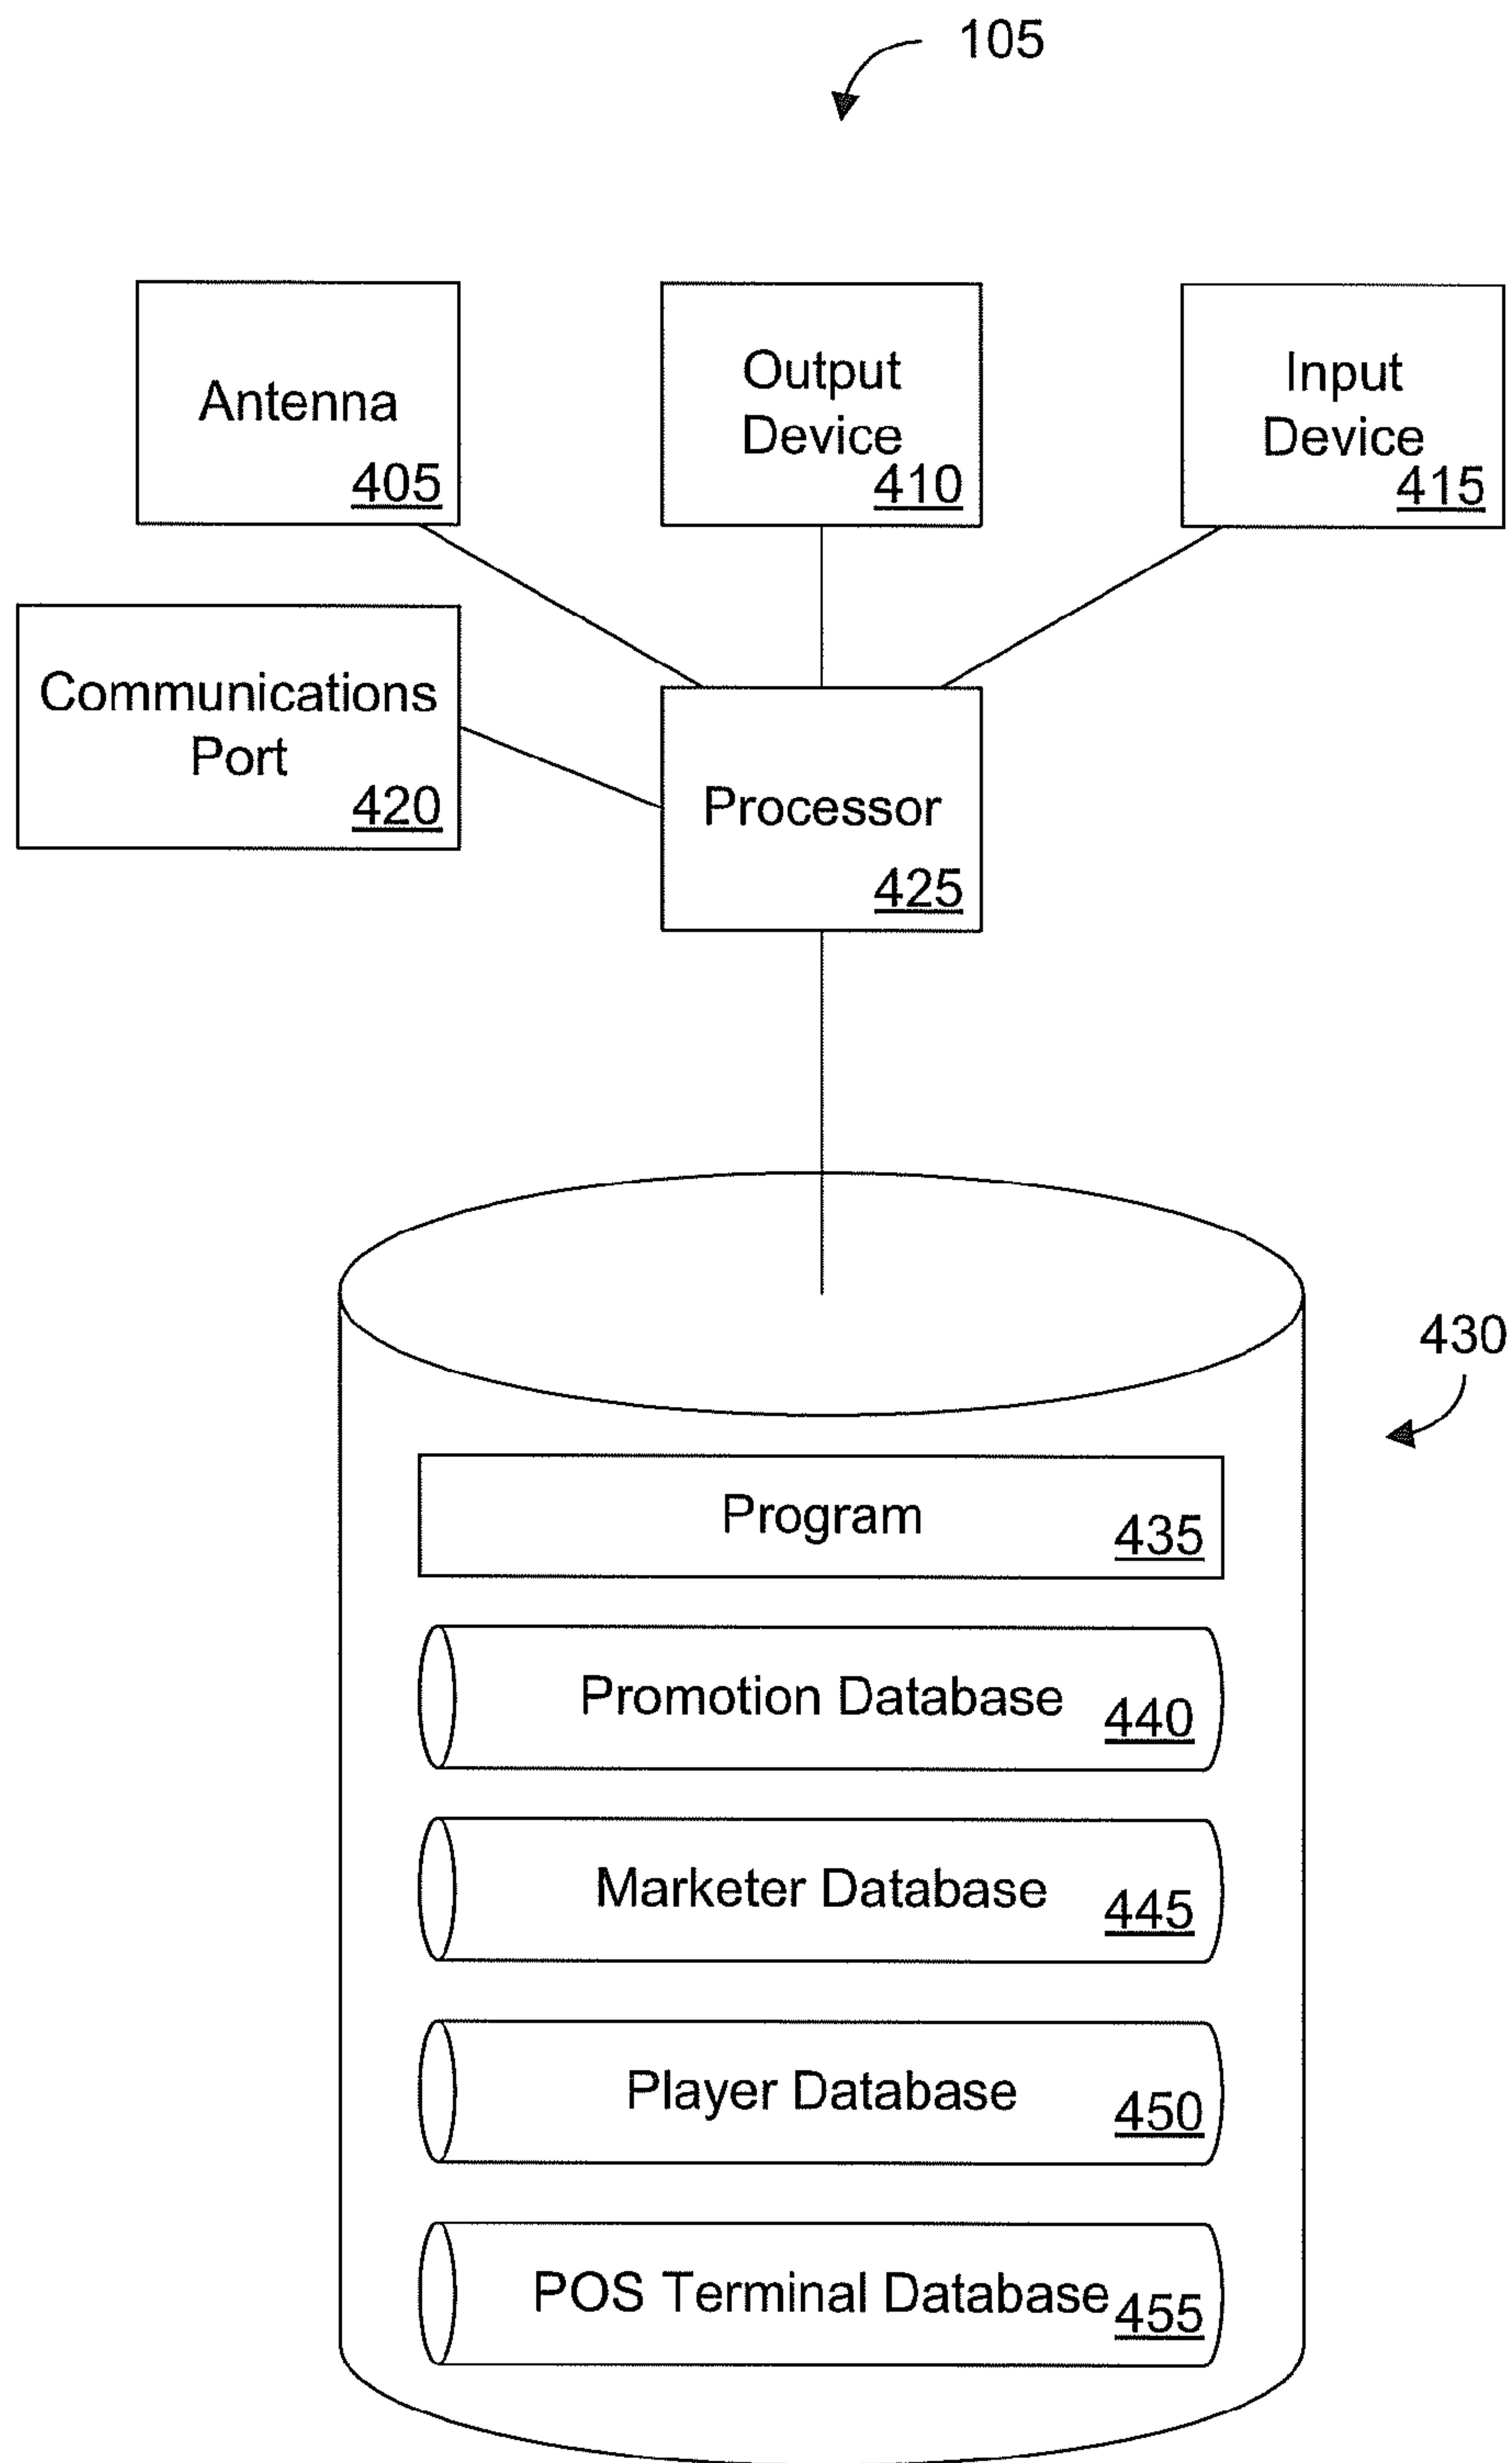 105
Antenna
405
Output
Device
410
Input
Device
415
Communications
Port
420
Processor
425
430
Program
435
Promotion Database
440
Marketer Database
445
Player Database
450
POS Terminal Database
455